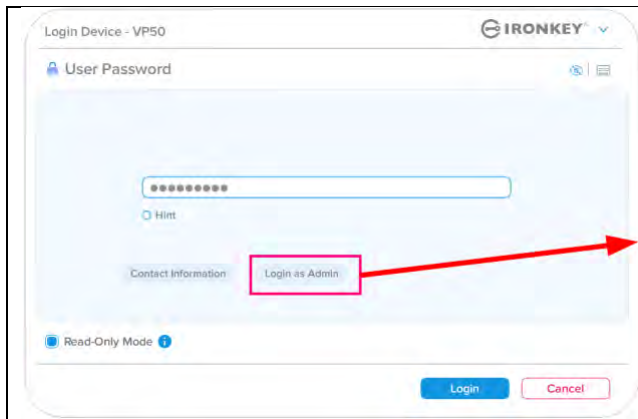 Login Device - VP50
IRONKEY
User Password
Hint
Contact Information
Login as Admin
Read-Only Mode
Login
Cancel